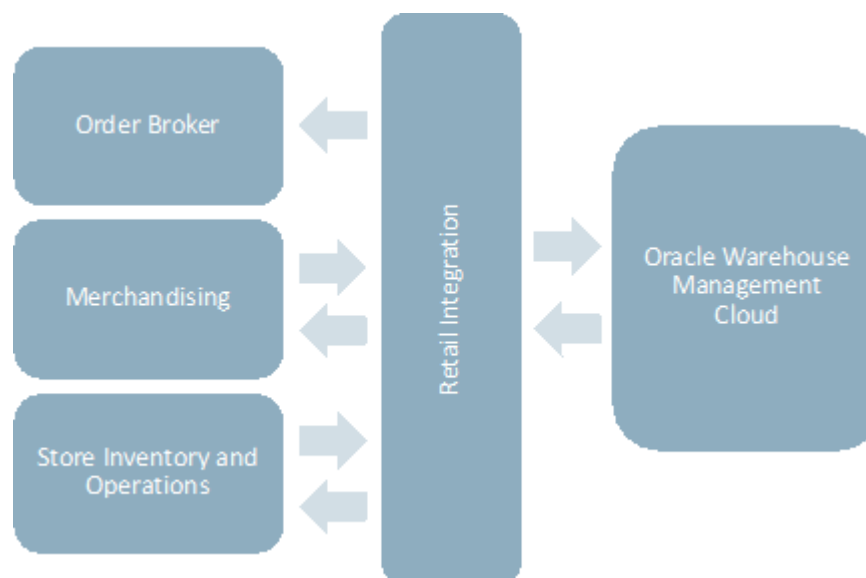 Order Broker
Merchandising
Store Inventory and
Operations
Retail Integration
Oracle Warehouse
Management
Cloud